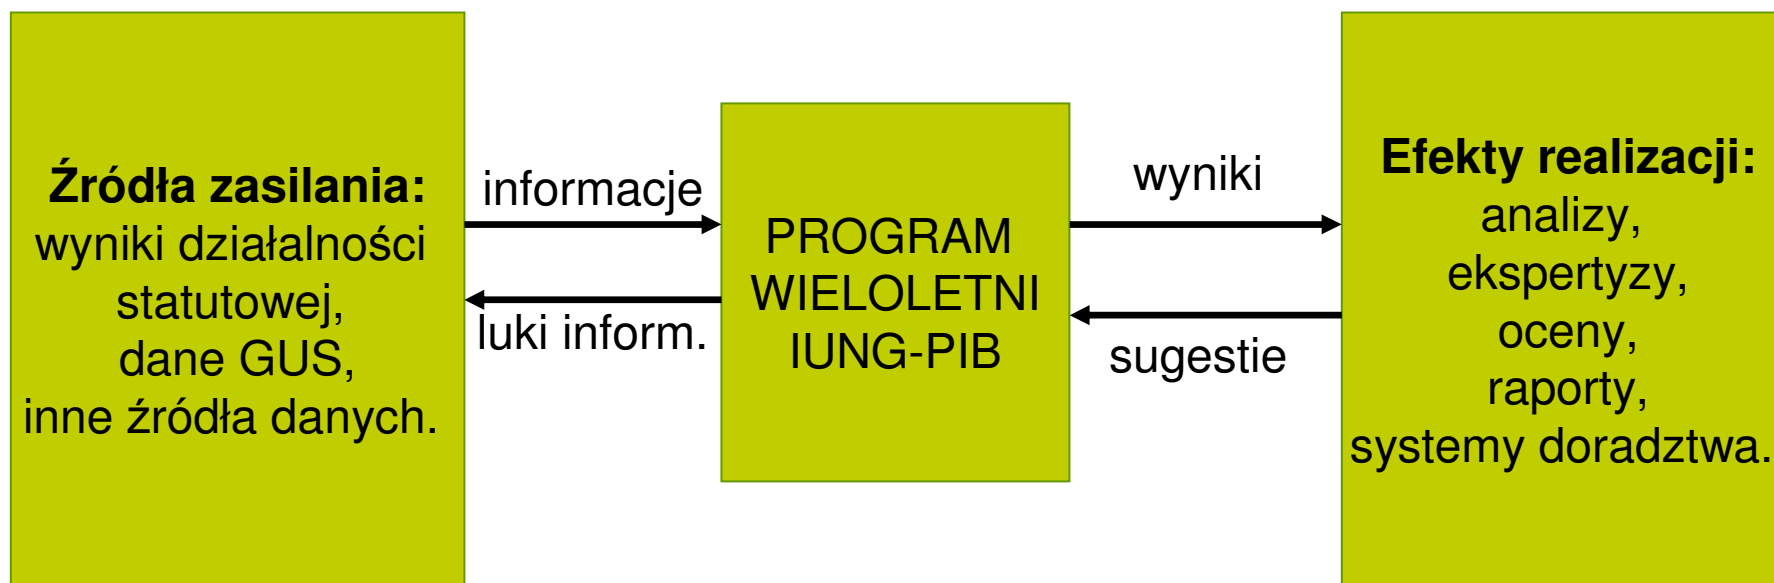 Źródła zasilania:
wyniki działalności
statutowej,
dane GUS,
inne źródła danych.
informacje
luki inform.
PROGRAM
WIELOLETNI
IUNG-PIB
wyniki
sugestie
Efekty realizacji:
analizy,
ekspertyzy,
oceny,
raporty,
systemy doradztwa.